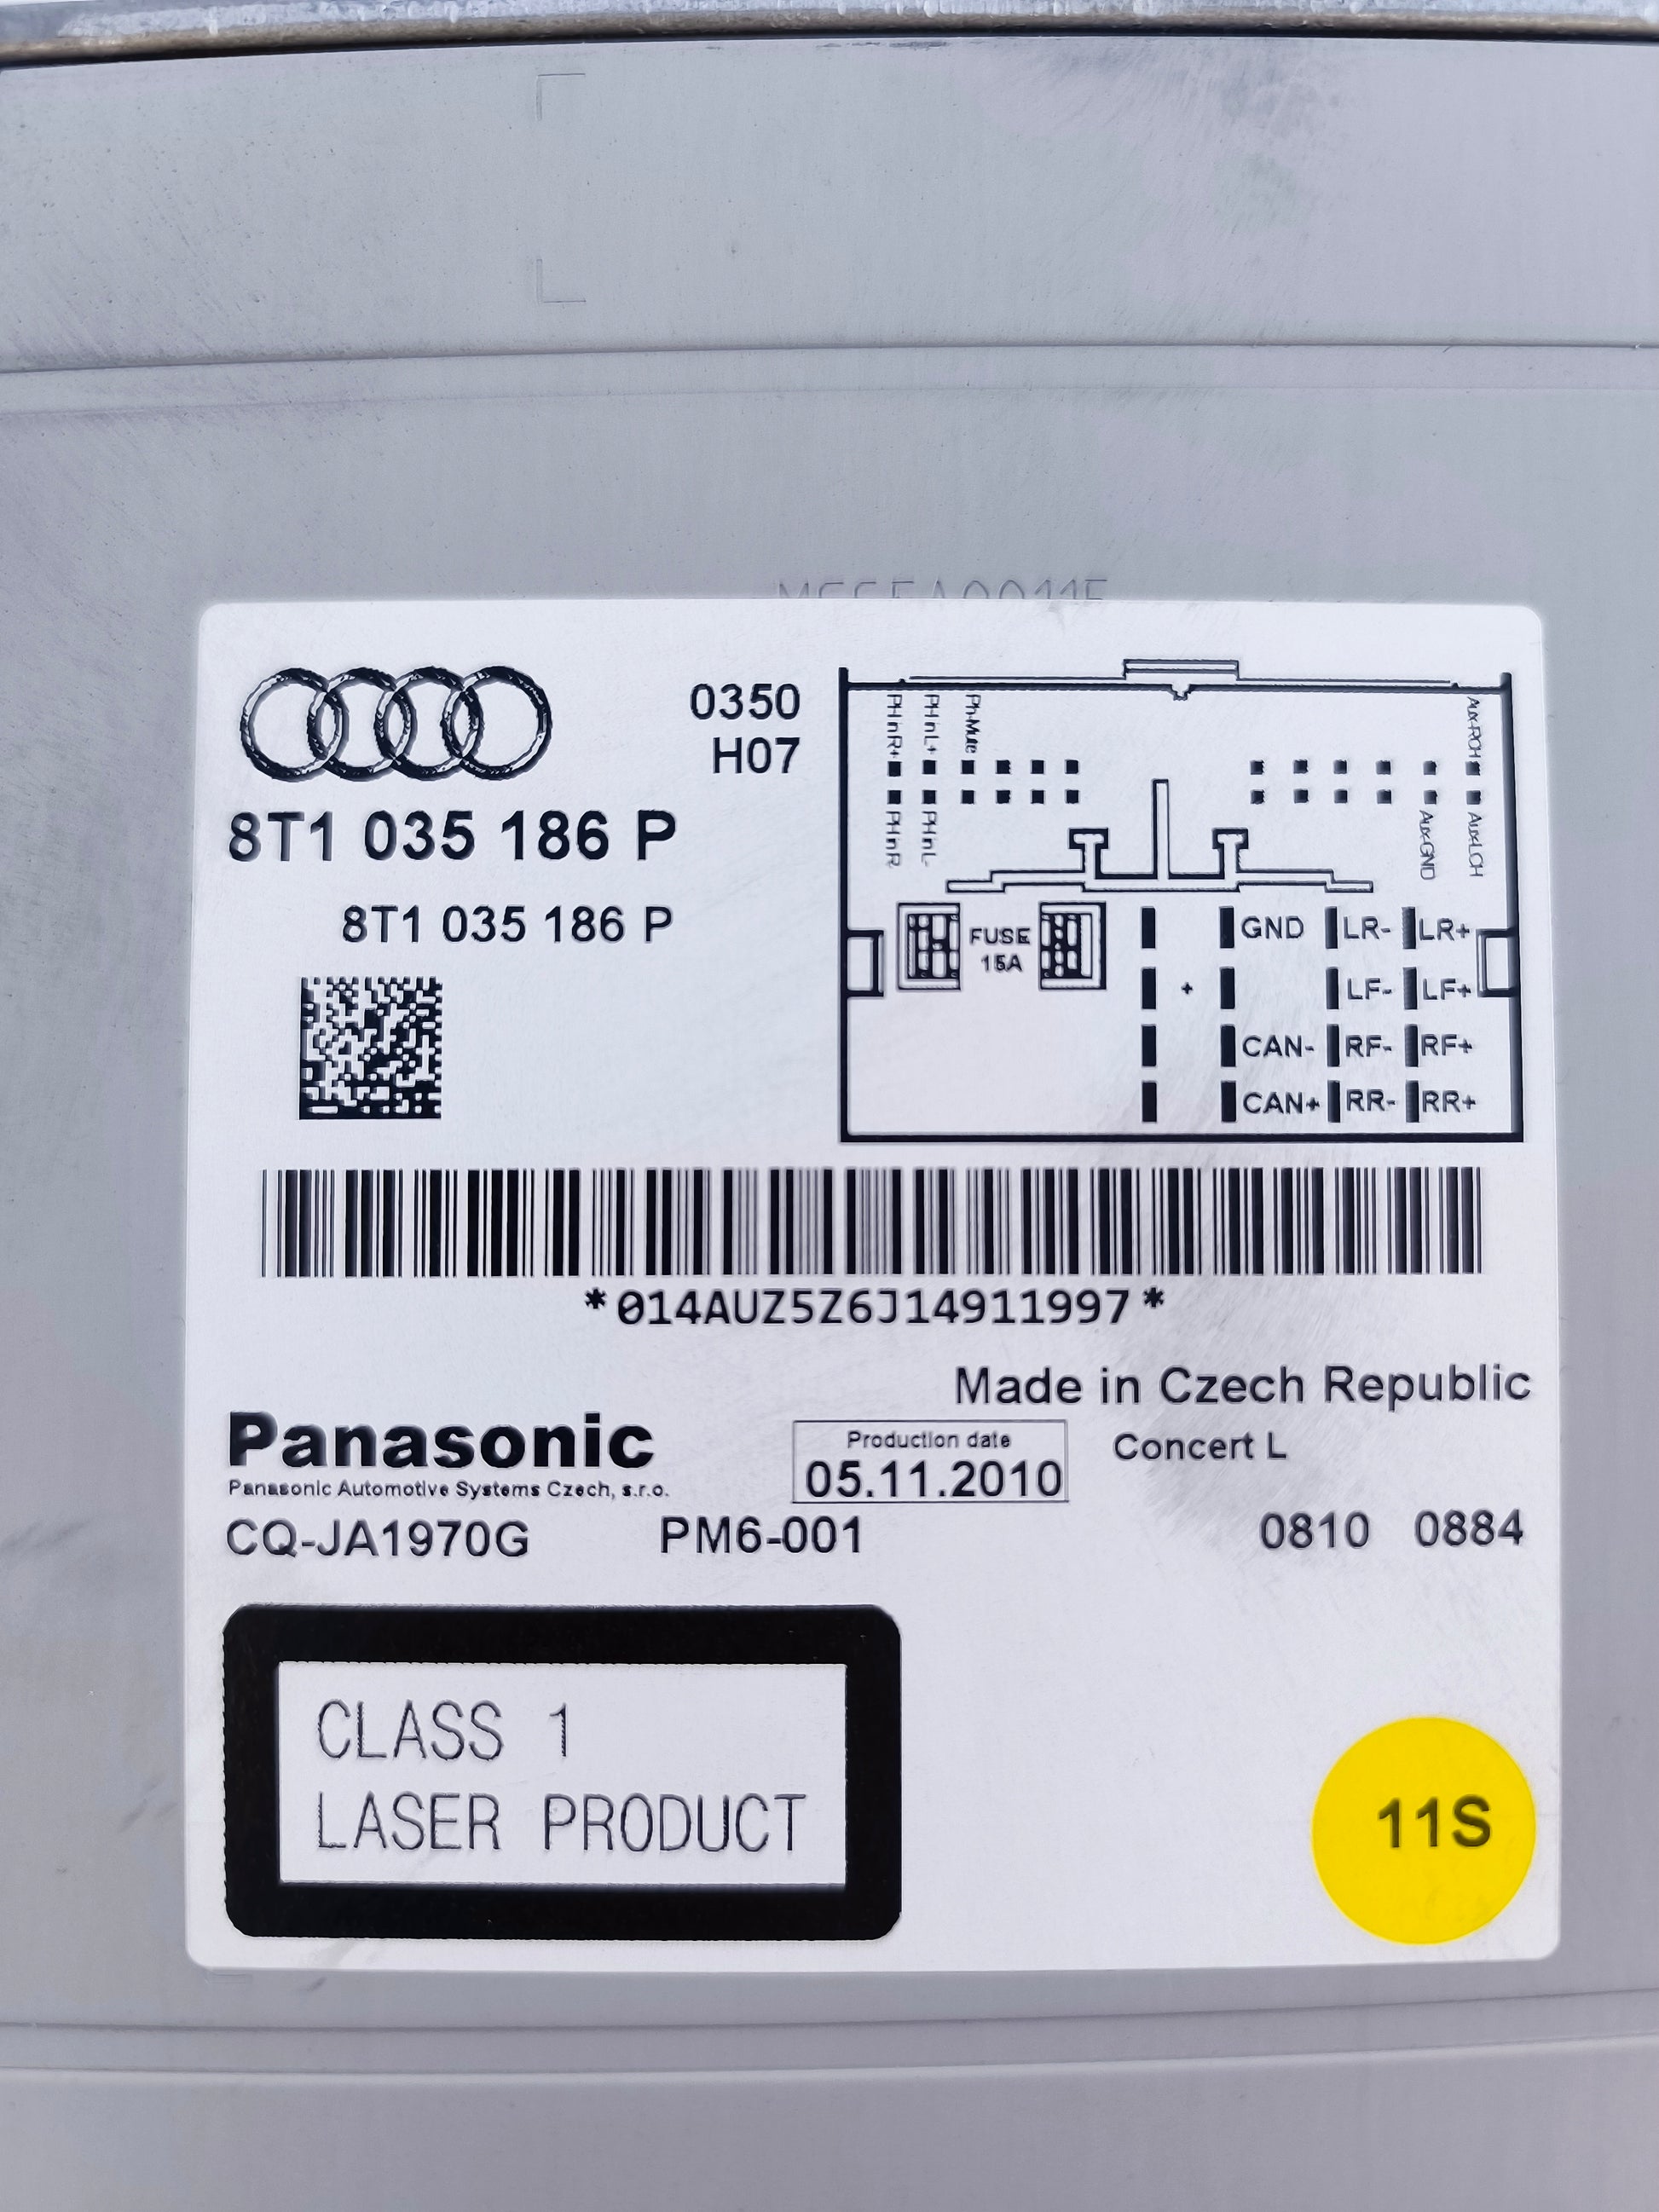 0350
H07
8T1 035 186 P
8T1 035 186 P
PHinR+
PHinL+
Ph-Mute
Aux-RCH
PHinR-
PHinL-
Aux-GND
Aux-LCH
FUSE
15A
GND LR- LR+
+ LF- LF+
CAN- RF- RF+
CAN+ RR- RR+
*014AUZ5Z6J14911997*
Made in Czech Republic
Panasonic
Panasonic Automotive Systems Czech, s.r.o.
Production date
05.11.2010
Concert L
CQ-JA1970G PM6-001 0810 0884
CLASS 1
LASER PRODUCT
11S